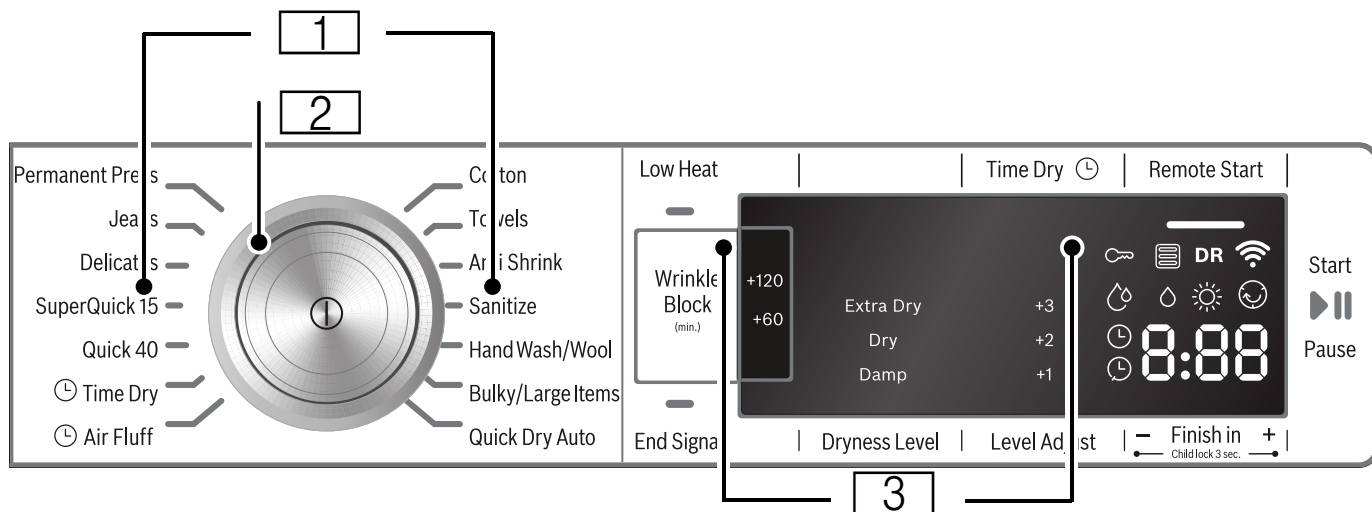 1
2
Permanent Press
Jeans
Delicates
SuperQuick 15
Quick 40
Time Dry
Air Fluff
Cotton
Towels
Anti Shrink
Sanitize
Hand Wash/Wool
Bulky/Large Items
Quick Dry Auto
Low Heat
Time Dry
Remote Start
Wrinkle
Block
(min.)
+120
+60
Extra Dry
Dry
Damp
+3
+2
+1
DR
8:88
Start
Pause
End Signal
Dryness Level
Level Adjust
− Finish in +
Child lock 3 sec.
3